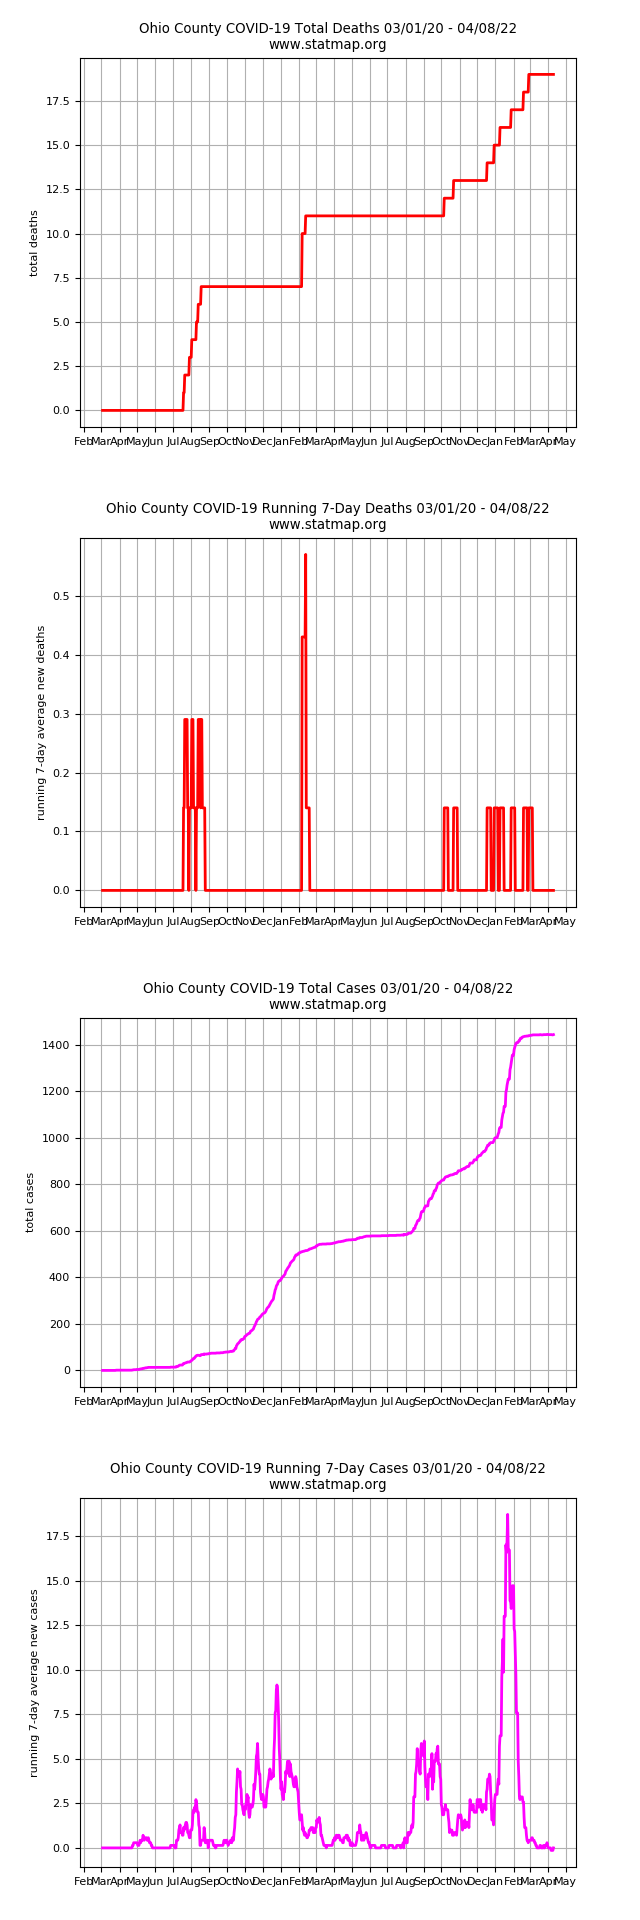 Ohio County COVID-19 Total Deaths 03/01/20 - 04/08/22
www.statmap.org
17.5
15.0
12.5
10.0
7.5
5.0
2.5
0.0
total deaths
Feb Mar Apr May Jun Jul Aug Sep Oct Nov Dec Jan Feb Mar Apr May Jun Jul Aug Sep Oct Nov Dec Jan Feb Mar Apr May
Ohio County COVID-19 Running 7-Day Deaths 03/01/20 - 04/08/22
www.statmap.org
0.5
0.4
0.3
0.2
0.1
0.0
running 7-day average new deaths
Feb Mar Apr May Jun Jul Aug Sep Oct Nov Dec Jan Feb Mar Apr May Jun Jul Aug Sep Oct Nov Dec Jan Feb Mar Apr May
Ohio County COVID-19 Total Cases 03/01/20 - 04/08/22
www.statmap.org
1400
1200
1000
800
600
400
200
0
total cases
Feb Mar Apr May Jun Jul Aug Sep Oct Nov Dec Jan Feb Mar Apr May Jun Jul Aug Sep Oct Nov Dec Jan Feb Mar Apr May
Ohio County COVID-19 Running 7-Day Cases 03/01/20 - 04/08/22
www.statmap.org
17.5
15.0
12.5
10.0
7.5
5.0
2.5
0.0
running 7-day average new cases
Feb Mar Apr May Jun Jul Aug Sep Oct Nov Dec Jan Feb Mar Apr May Jun Jul Aug Sep Oct Nov Dec Jan Feb Mar Apr May